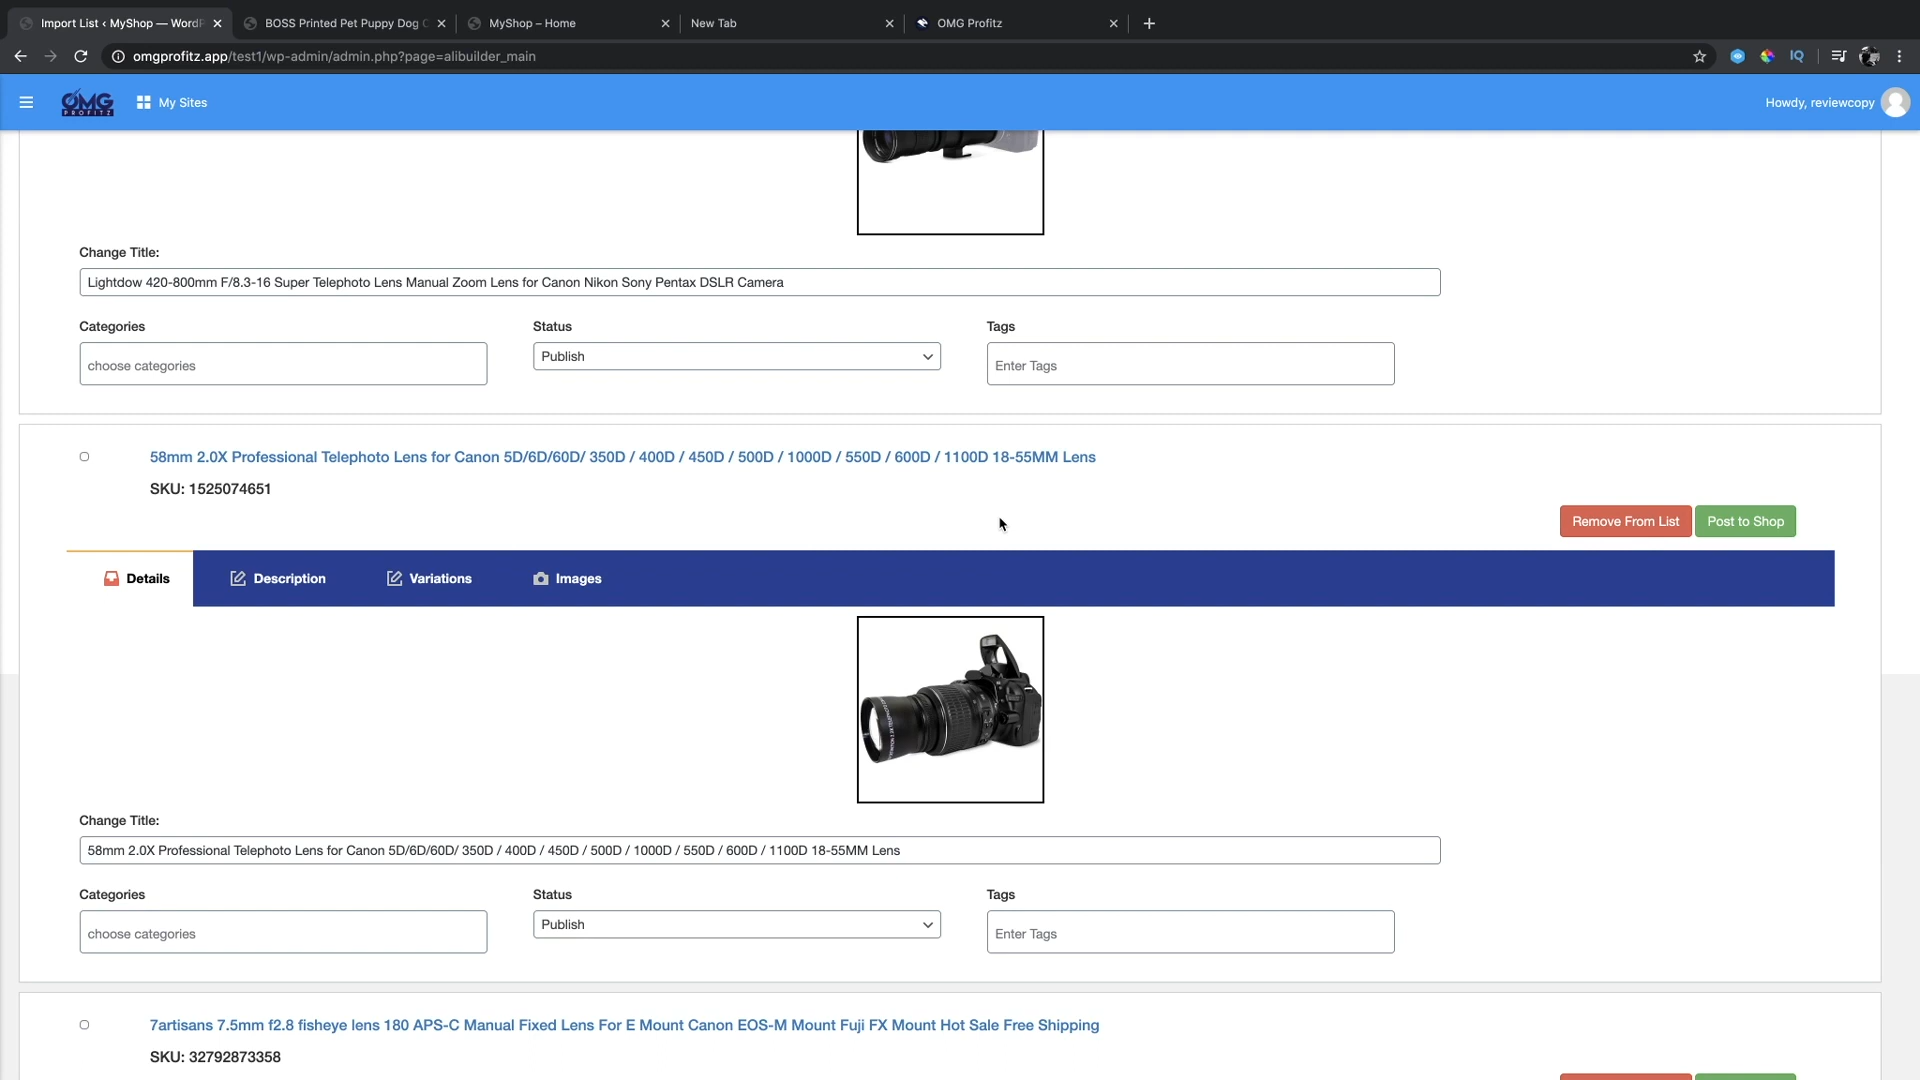 Import List ‹ MyShop — WordP
BOSS Printed Pet Puppy Dog C
MyShop – Home
New Tab
OMG Profitz
omgprofitz.app/test1/wp-admin/admin.php?page=alibuilder_main
IQ
OMG
PROFITZ
My Sites
Howdy, reviewcopy
Change Title:
Lightdow 420-800mm F/8.3-16 Super Telephoto Lens Manual Zoom Lens for Canon Nikon Sony Pentax DSLR Camera
Categories
Status
Tags
choose categories
Publish
Enter Tags
58mm 2.0X Professional Telephoto Lens for Canon 5D/6D/60D/ 350D / 400D / 450D / 500D / 1000D / 550D / 600D / 1100D 18-55MM Lens
SKU: 1525074651
Remove From List
Post to Shop
Details
Description
Variations
Images
Change Title:
58mm 2.0X Professional Telephoto Lens for Canon 5D/6D/60D/ 350D / 400D / 450D / 500D / 1000D / 550D / 600D / 1100D 18-55MM Lens
Categories
Status
Tags
choose categories
Publish
Enter Tags
7artisans 7.5mm f2.8 fisheye lens 180 APS-C Manual Fixed Lens For E Mount Canon EOS-M Mount Fuji FX Mount Hot Sale Free Shipping
SKU: 32792873358